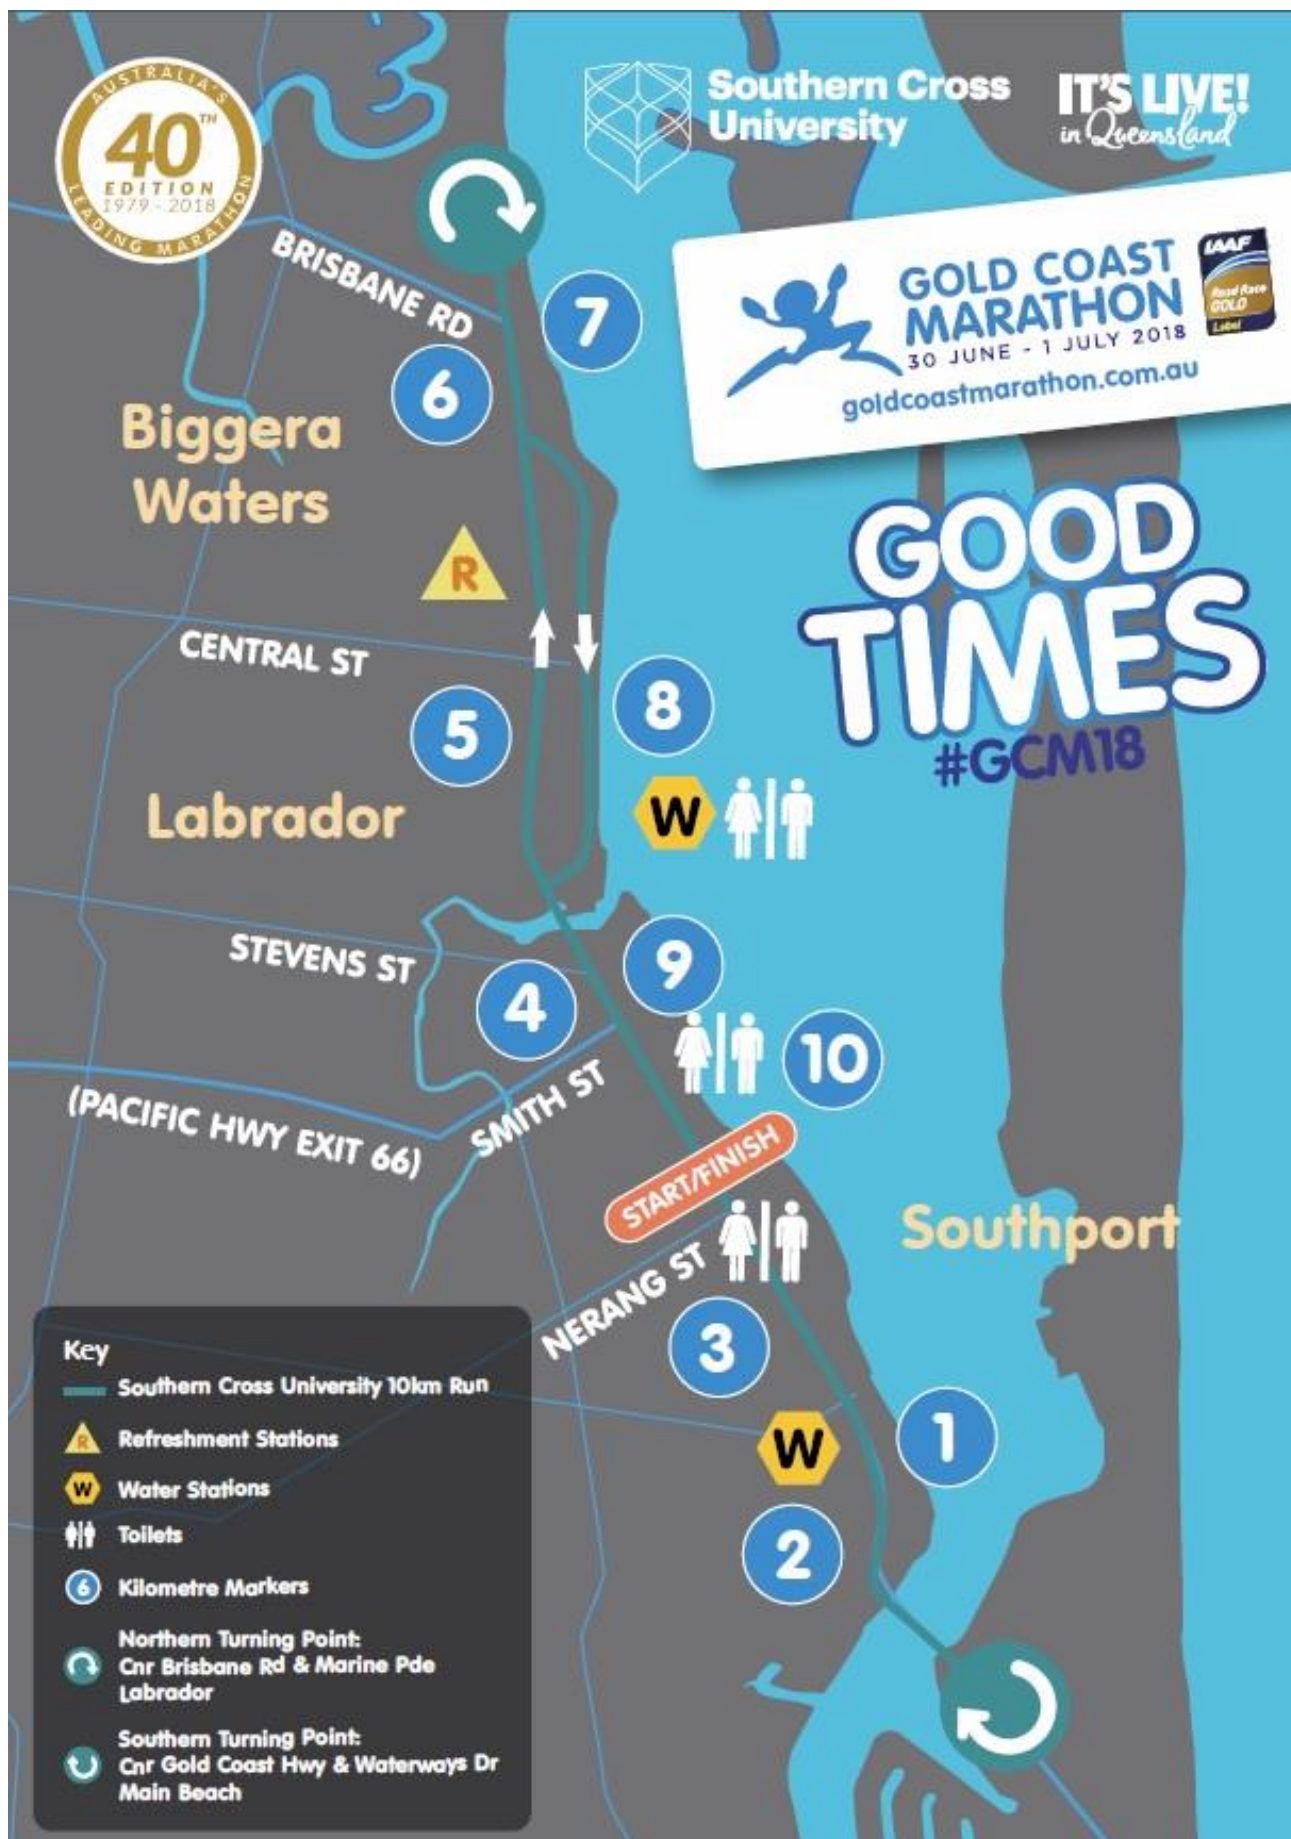 AUSTRALIA'S
40TH
EDITION
1979 - 2018
LEADING MARATHON
Southern Cross
University
IT'S LIVE!
in Queensland
GOLD COAST
MARATHON
30 JUNE - 1 JULY 2018
goldcoastmarathon.com.au
IAAF
Road Race
GOLD
Label
GOOD
TIMES
#GCM18
BRISBANE RD
7
6
Biggera
Waters
R
CENTRAL ST
5
8
Labrador
W
STEVENS ST
9
4
10
SMITH ST
(PACIFIC HWY EXIT 66)
START/FINISH
Southport
NERANG ST
3
1
W
2
Key
Southern Cross University 10km Run
R
Refreshment Stations
W
Water Stations
Toilets
6
Kilometre Markers
Northern Turning Point:
Cnr Brisbane Rd & Marine Pde
Labrador
Southern Turning Point:
Cnr Gold Coast Hwy & Waterways Dr
Main Beach